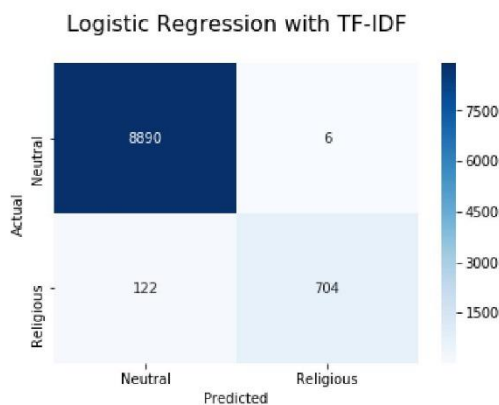 Logistic Regression with TF-IDF
Actual
Neutral
8890
6
Religious
122
704
Neutral
Religious
Predicted
7500
6000
4500
3000
1500